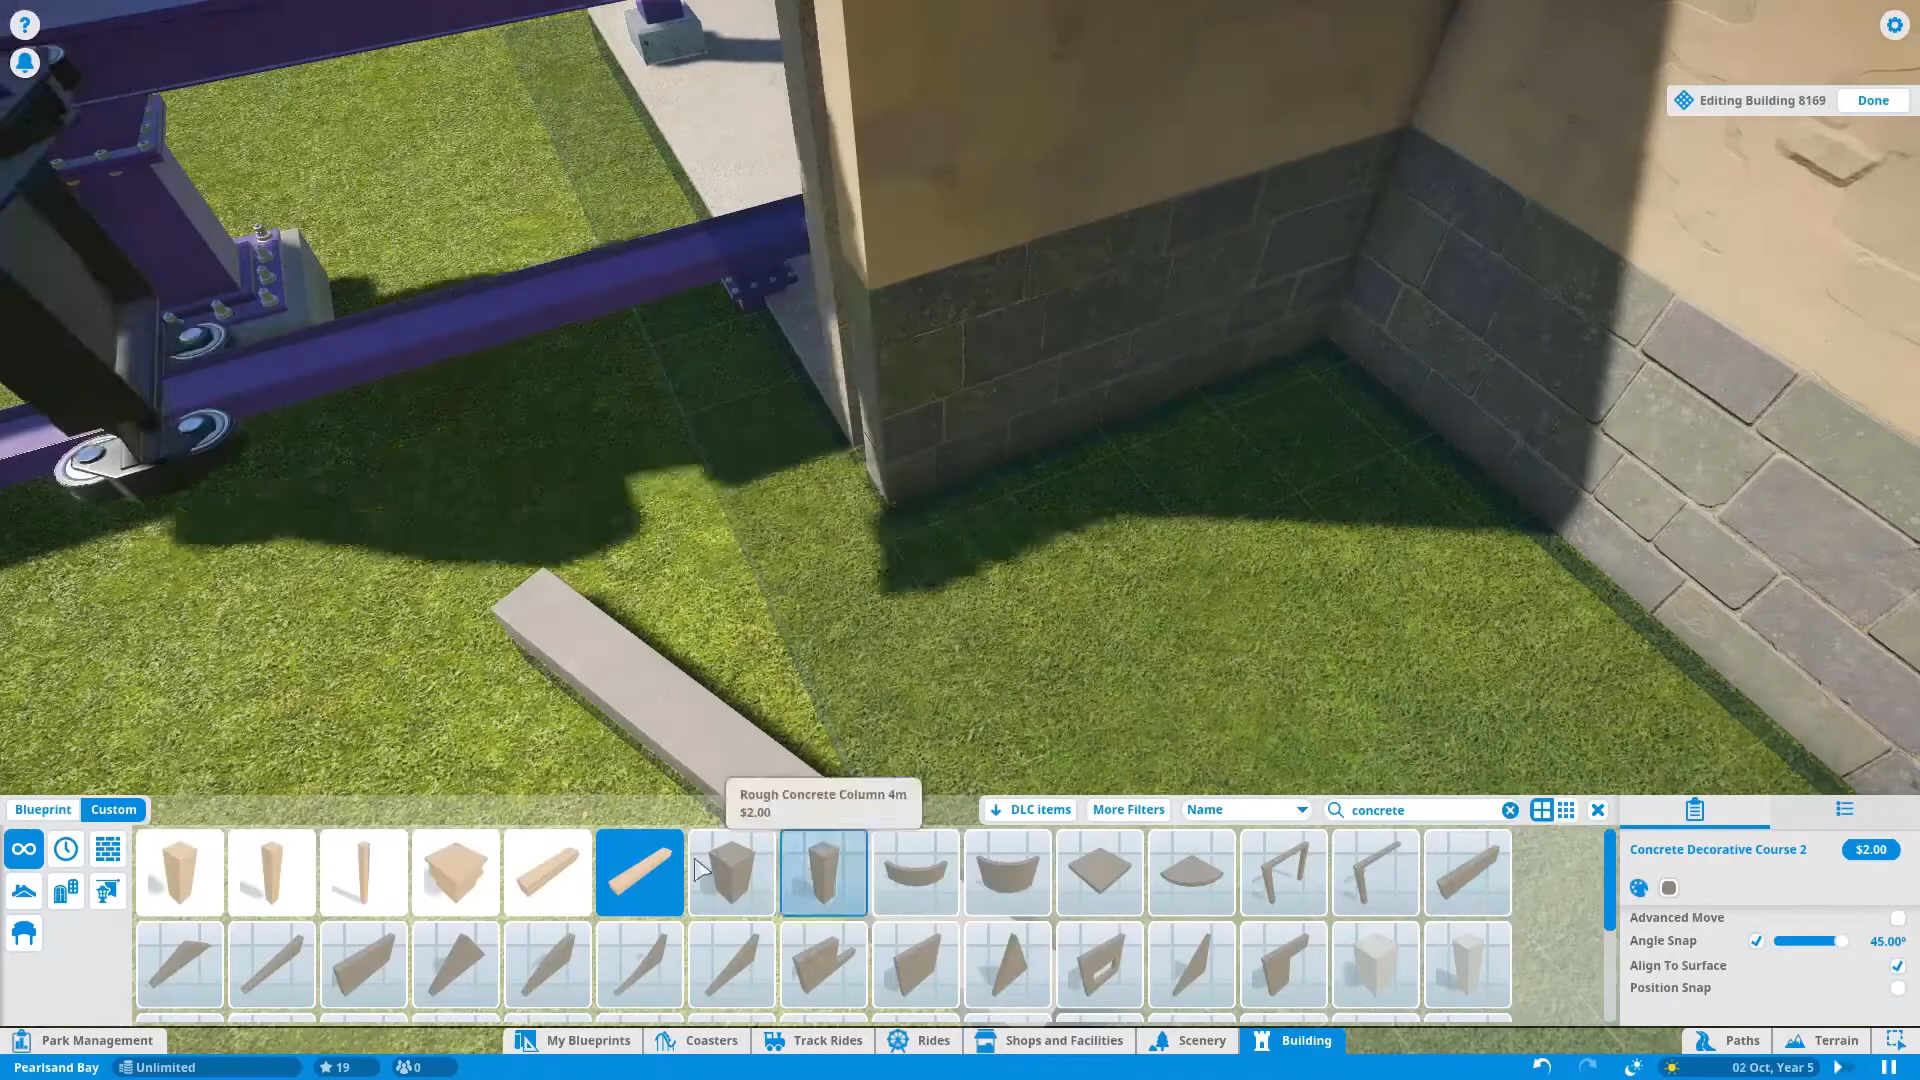 ?
Editing Building 8169
Done
Rough Concrete Column 4m
$2.00
Blueprint
Custom
DLC items
More Filters
Name
concrete
Concrete Decorative Course 2
$2.00
Advanced Move
Angle Snap
45.00°
Align To Surface
Position Snap
Park Management
My Blueprints
Coasters
Track Rides
Rides
Shops and Facilities
Scenery
Building
Paths
Terrain
Pearlsand Bay
Unlimited
19
0
02 Oct, Year 5